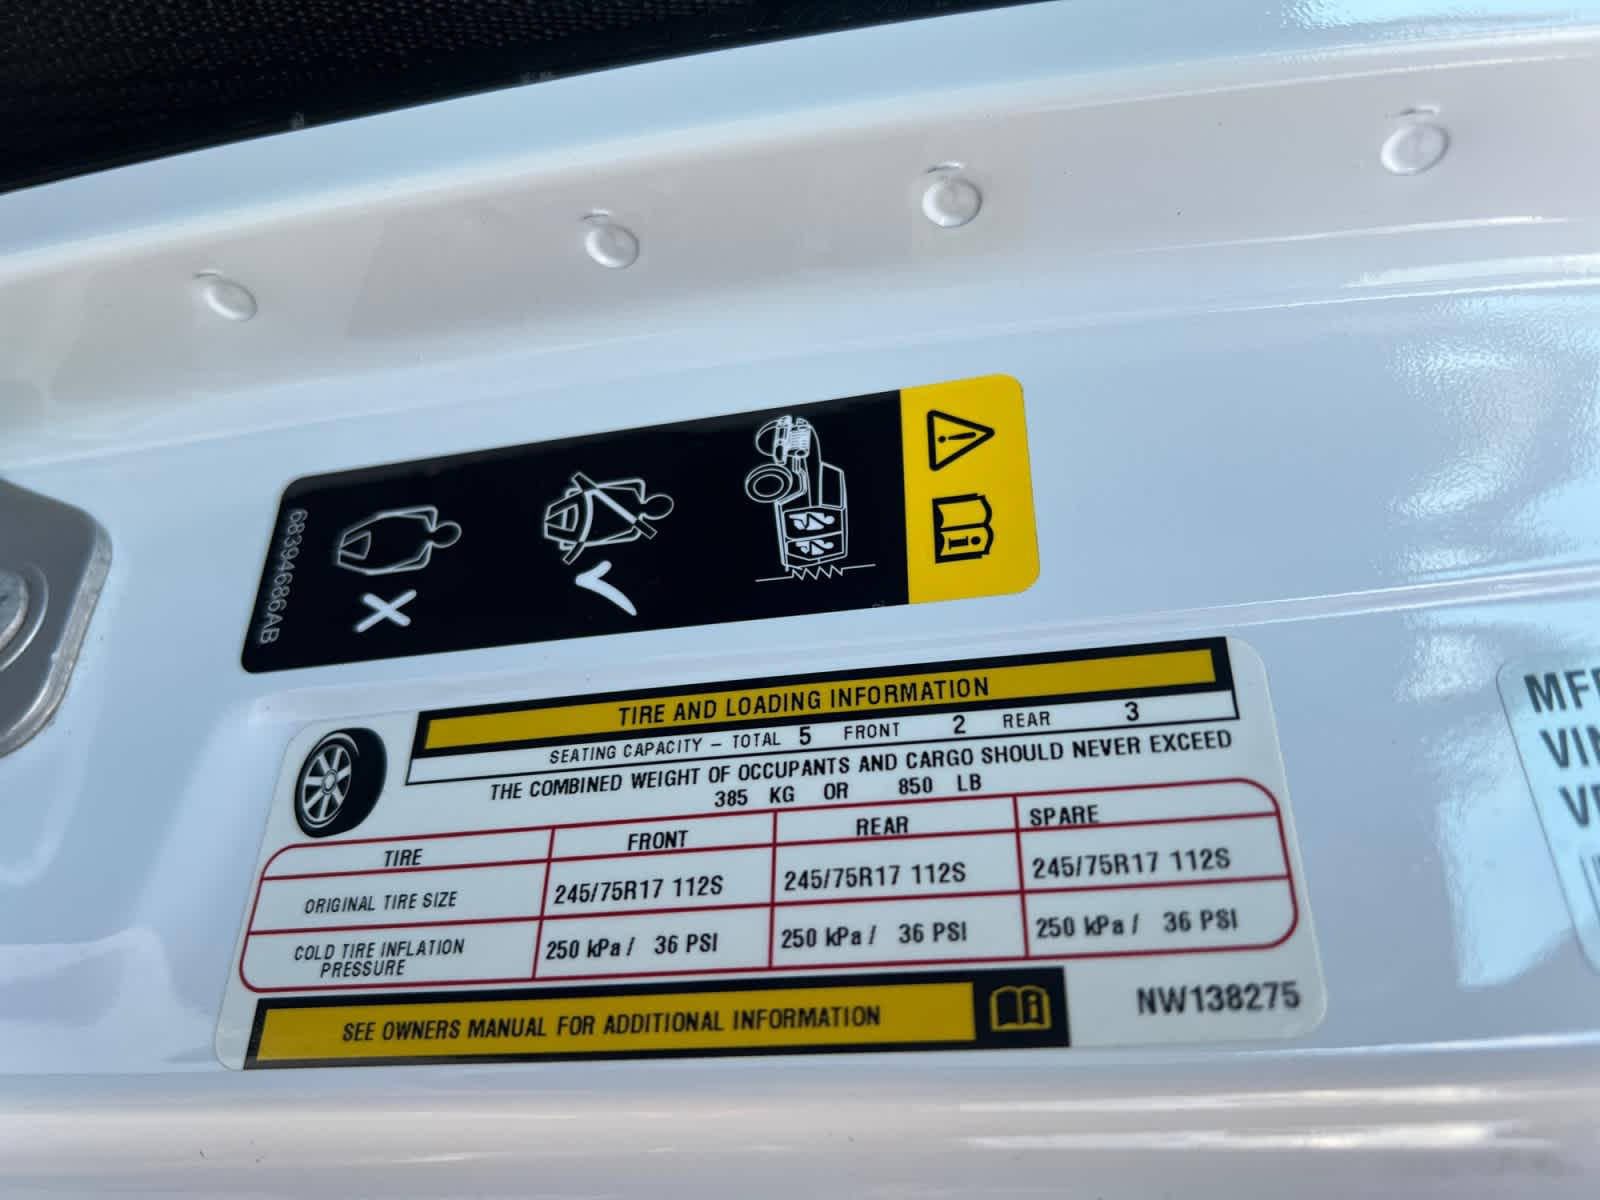 68394686AB
TIRE AND LOADING INFORMATION
SEATING CAPACITY – TOTAL 5 FRONT 2 REAR 3
THE COMBINED WEIGHT OF OCCUPANTS AND CARGO SHOULD NEVER EXCEED
385 KG OR 850 LB
TIRE FRONT REAR SPARE
ORIGINAL TIRE SIZE 245/75R17 112S 245/75R17 112S 245/75R17 112S
COLD TIRE INFLATION
PRESSURE 250 kPa / 36 PSI 250 kPa / 36 PSI 250 kPa / 36 PSI
SEE OWNERS MANUAL FOR ADDITIONAL INFORMATION
NW138275